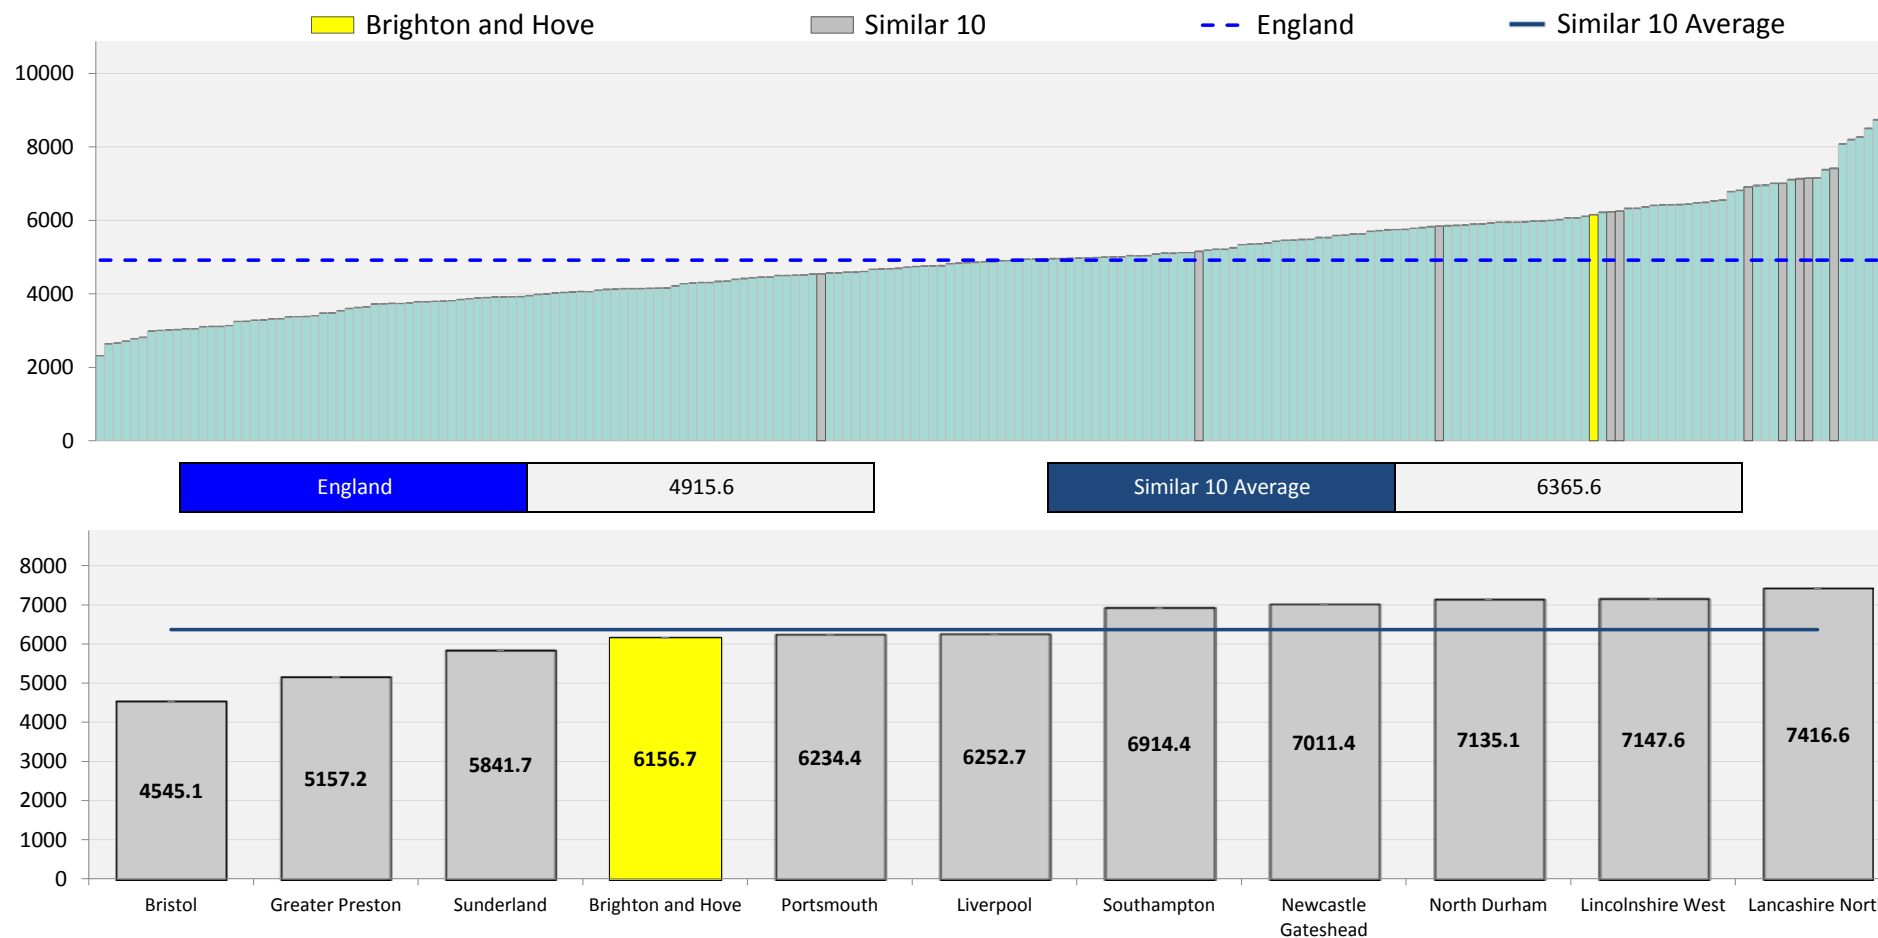 Brighton and Hove
Similar 10
England
Similar 10 Average
10000
8000
6000
4000
2000
0
England
4915.6
Similar 10 Average
6365.6
8000
7000
6000
5000
4000
3000
2000
1000
0
4545.1
5157.2
5841.7
6156.7
6234.4
6252.7
6914.4
7011.4
7135.1
7147.6
7416.6
Bristol
Greater Preston
Sunderland
Brighton and Hove
Portsmouth
Liverpool
Southampton
Newcastle
Gateshead
North Durham
Lincolnshire West
Lancashire Nort